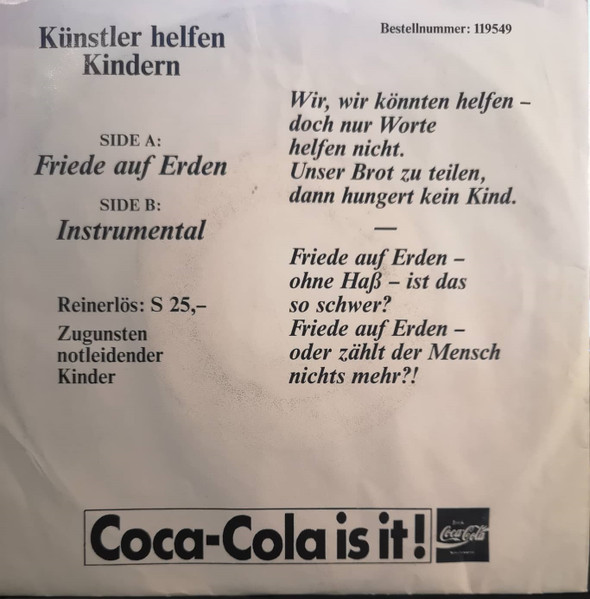 Künstler helfen
Kindern
Bestellnummer: 119549
SIDE A:
Friede auf Erden
SIDE B:
Instrumental
Reinerlös: S 25,–
Zugunsten
notleidender
Kinder
Wir, wir könnten helfen –
doch nur Worte
helfen nicht.
Unser Brot zu teilen,
dann hungert kein Kind.
—
Friede auf Erden –
ohne Haß – ist das
so schwer?
Friede auf Erden –
oder zählt der Mensch
nichts mehr?!
Coca-Cola is it!
Coca-Cola